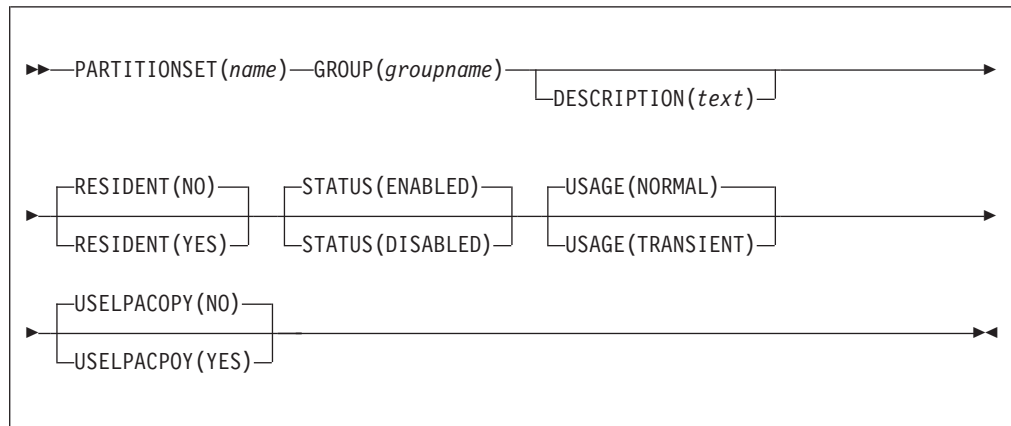 PARTITIONSET(name) GROUP(groupname)
DESCRIPTION(text)
RESIDENT(NO) STATUS(ENABLED) USAGE(NORMAL)
RESIDENT(YES) STATUS(DISABLED) USAGE(TRANSIENT)
USELPACOPY(NO)
USELPACPOY(YES)